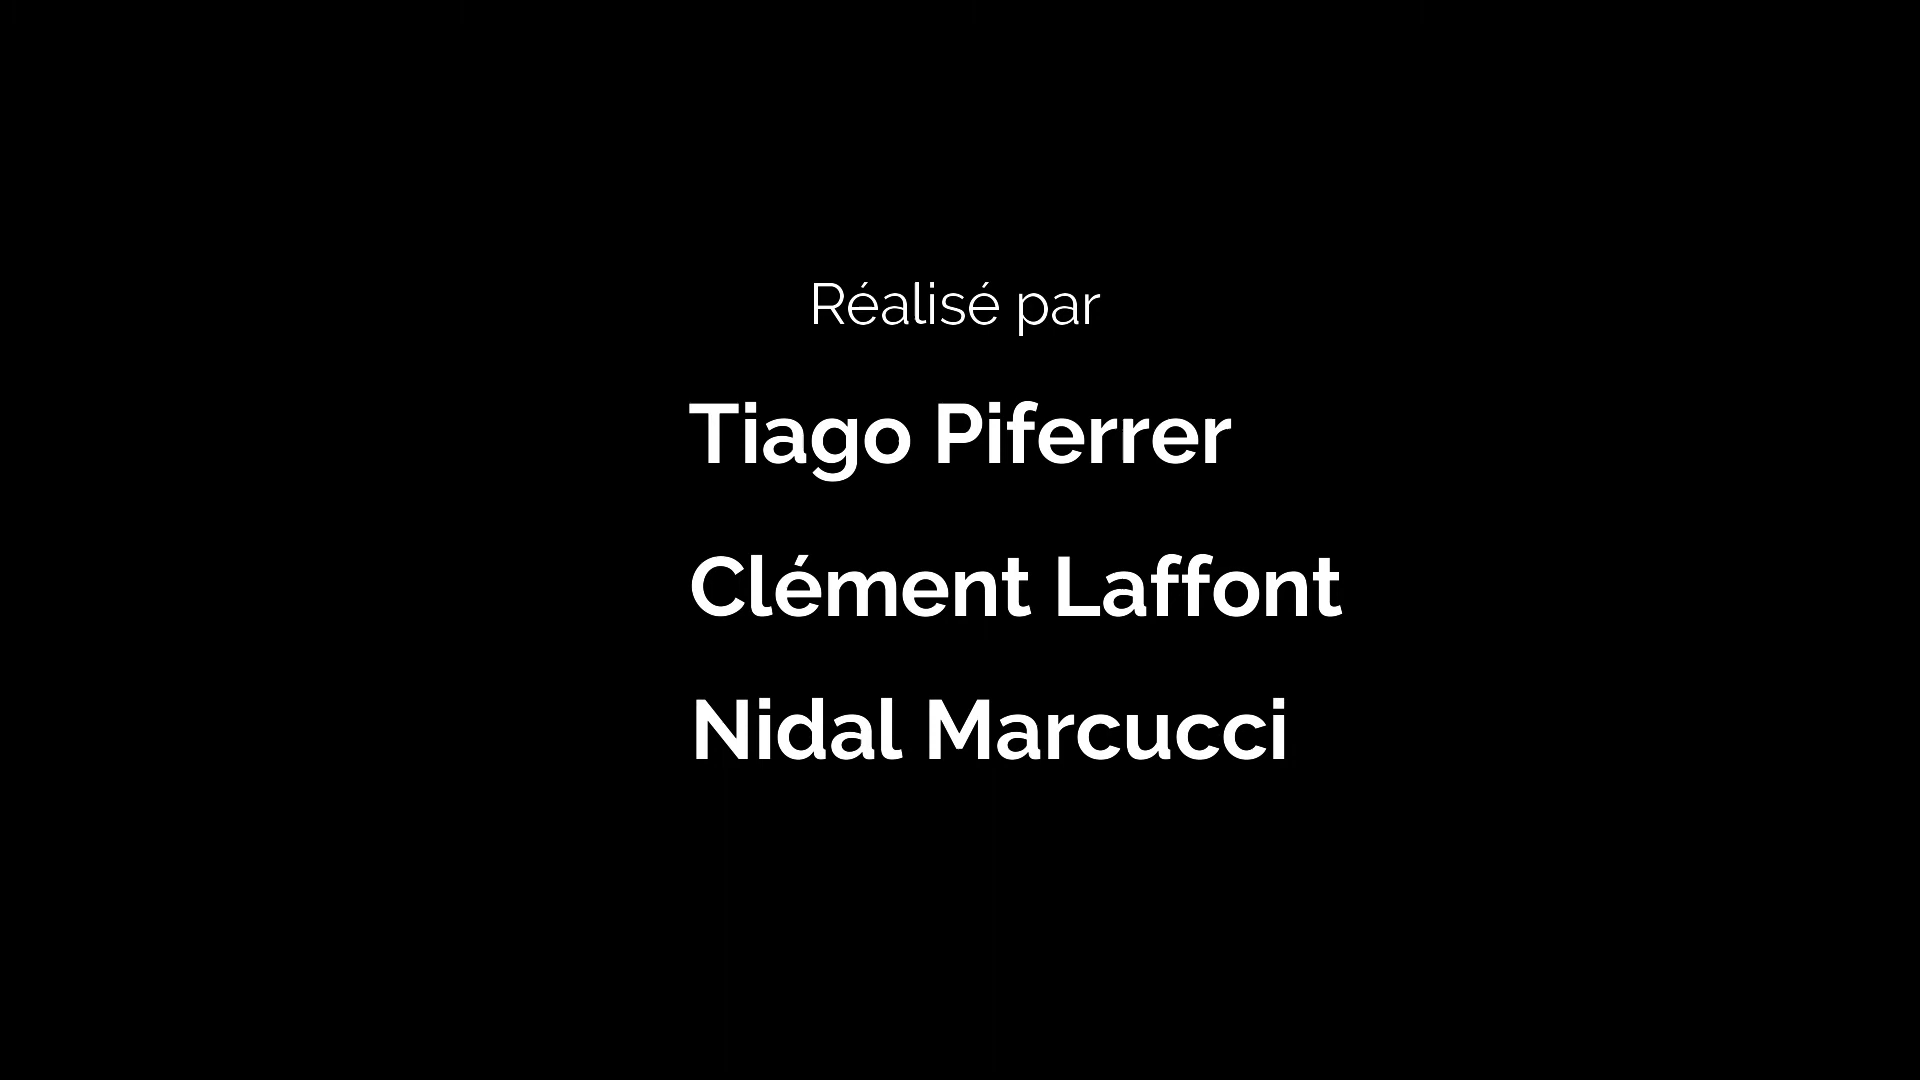 Réalisé par
Tiago Piferrer
Clément Laffont
Nidal Marcucci